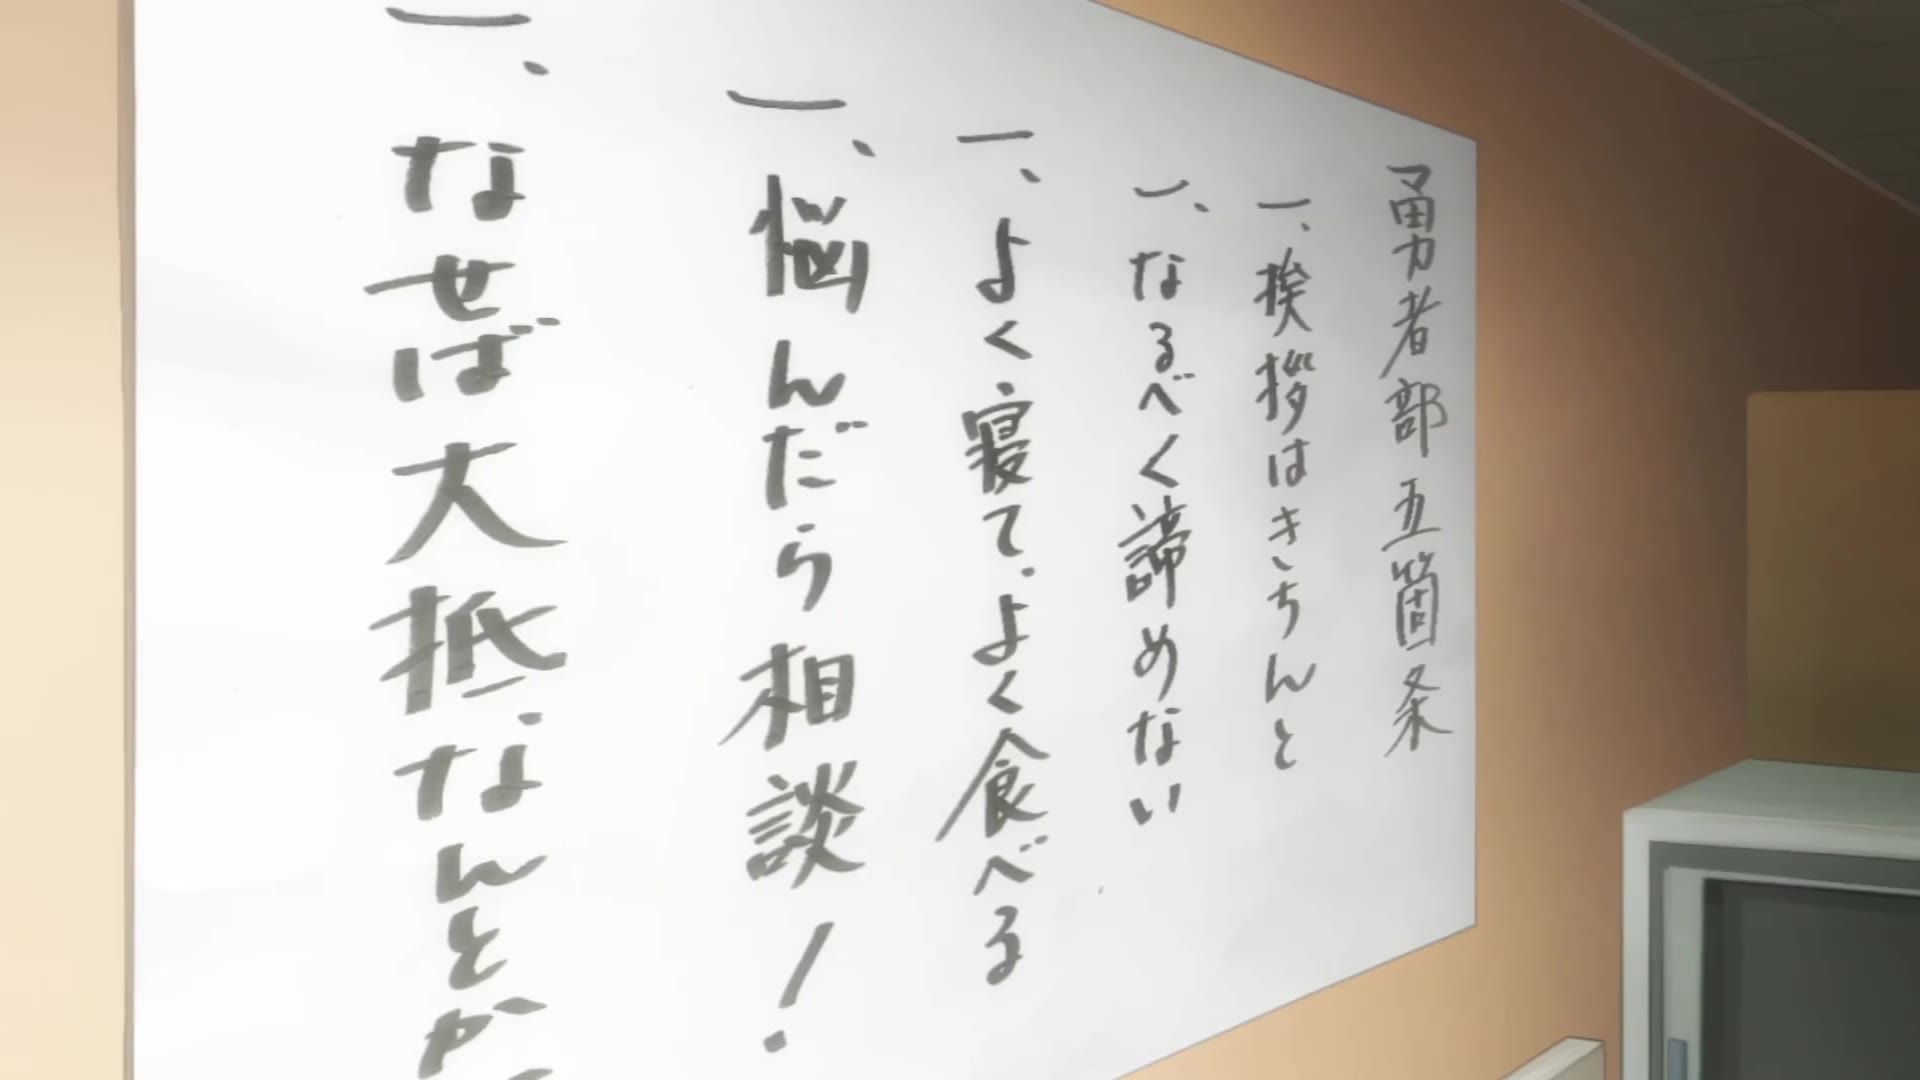 勇者部五箇条
一、挨拶はきちんと
一、なるべく諦めない
一、よく寝て、よく食べる
一、悩んだら相談!
一、なせば大抵なんとか